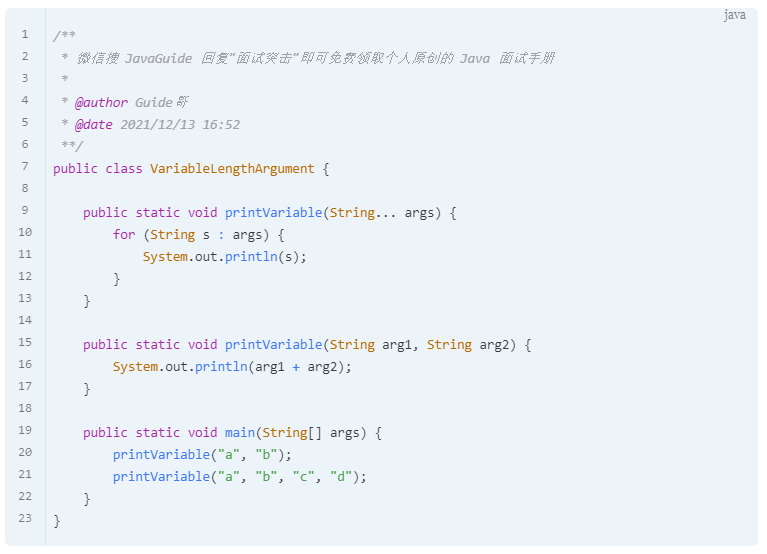 java
1 /**
2  * 微信搜 JavaGuide 回复"面试突击"即可免费领取个人原创的 Java 面试手册
3  *
4  * @author Guide哥
5  * @date 2021/12/13 16:52
6  **/
7 public class VariableLengthArgument {
8
9     public static void printVariable(String... args) {
10         for (String s : args) {
11             System.out.println(s);
12         }
13     }
14
15     public static void printVariable(String arg1, String arg2) {
16         System.out.println(arg1 + arg2);
17     }
18
19     public static void main(String[] args) {
20         printVariable("a", "b");
21         printVariable("a", "b", "c", "d");
22     }
23 }